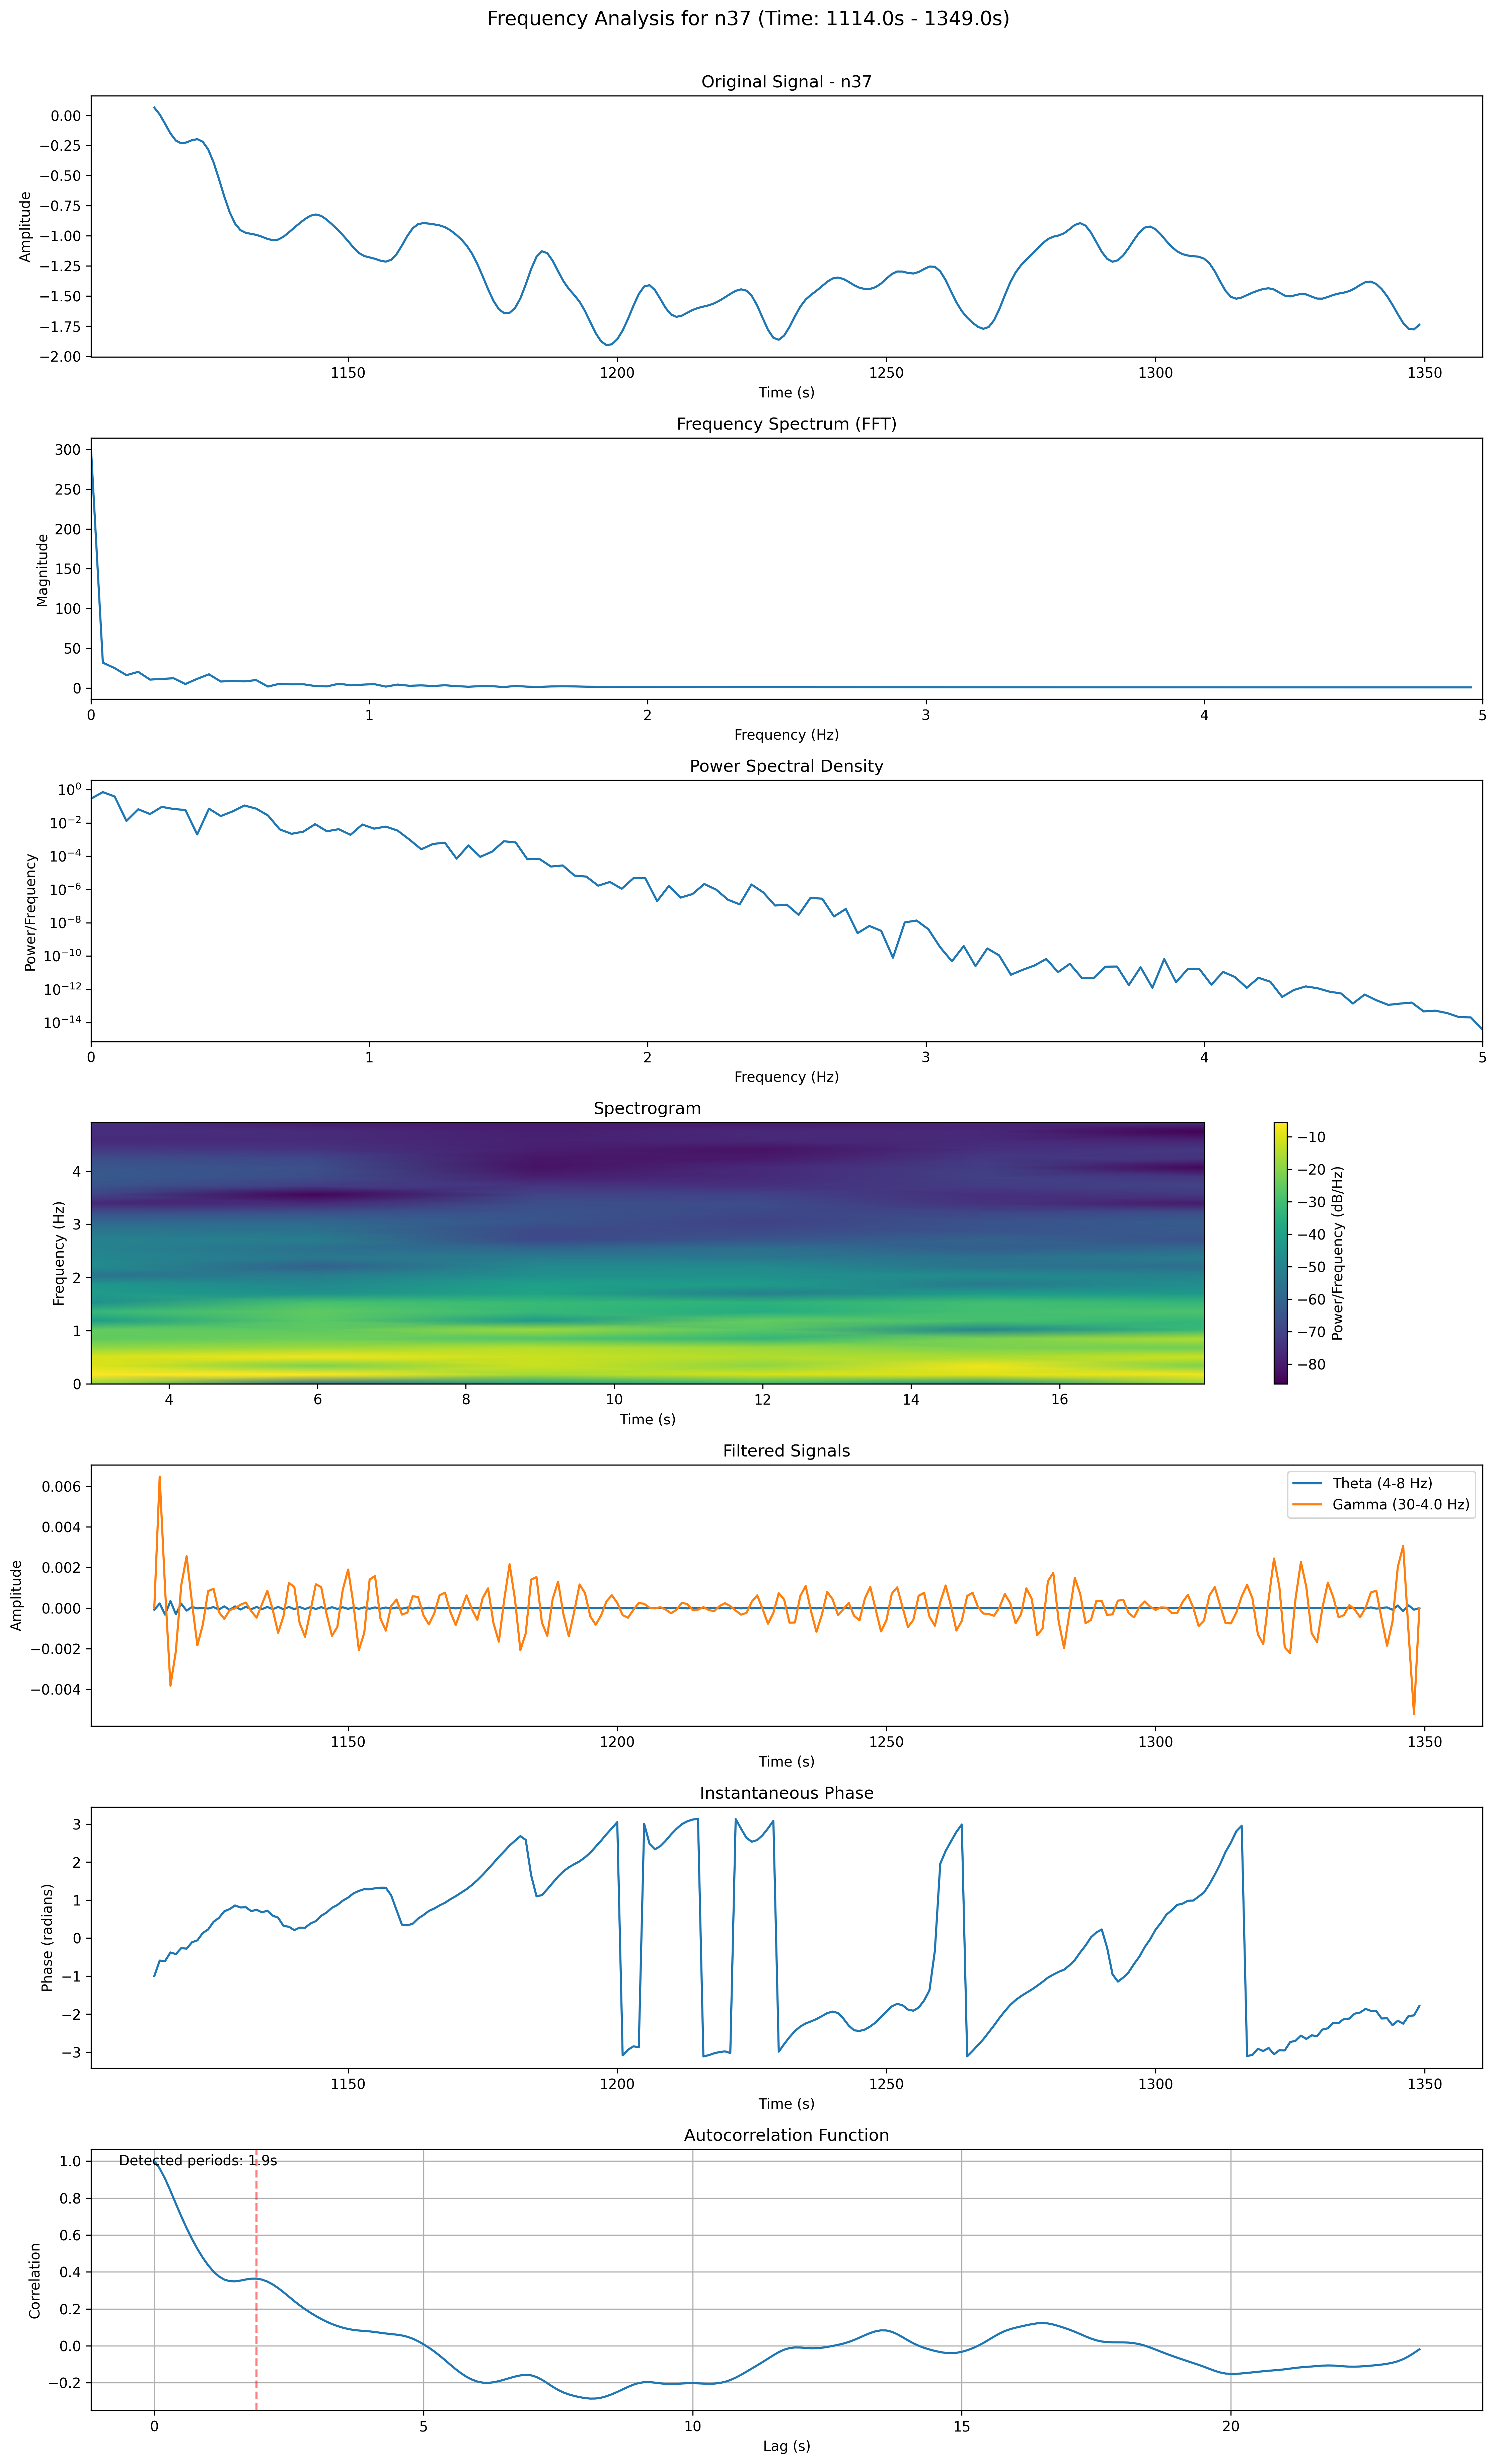 Frequency Analysis for n37 (Time: 1114.0s - 1349.0s)
Original Signal - n37
0.00
−0.25
−0.50
−0.75
−1.00
−1.25
−1.50
−1.75
−2.00
Amplitude
1150 1200 1250 1300 1350
Time (s)
Frequency Spectrum (FFT)
300
250
200
150
100
50
0
Magnitude
0 1 2 3 4 5
Frequency (Hz)
Power Spectral Density
10⁰
10⁻²
10⁻⁴
10⁻⁶
10⁻⁸
10⁻¹⁰
10⁻¹²
10⁻¹⁴
Power/Frequency
0 1 2 3 4 5
Frequency (Hz)
Spectrogram
4
3
2
1
0
Frequency (Hz)
4 6 8 10 12 14 16
Time (s)
−10
−20
−30
−40
−50
−60
−70
−80
Power/Frequency (dB/Hz)
Filtered Signals
0.006
0.004
0.002
0.000
−0.002
−0.004
Amplitude
Theta (4-8 Hz)
Gamma (30-4.0 Hz)
1150 1200 1250 1300 1350
Time (s)
Instantaneous Phase
3
2
1
0
−1
−2
−3
Phase (radians)
1150 1200 1250 1300 1350
Time (s)
Autocorrelation Function
Detected periods: 1.9s
1.0
0.8
0.6
0.4
0.2
0.0
−0.2
Correlation
0 5 10 15 20
Lag (s)